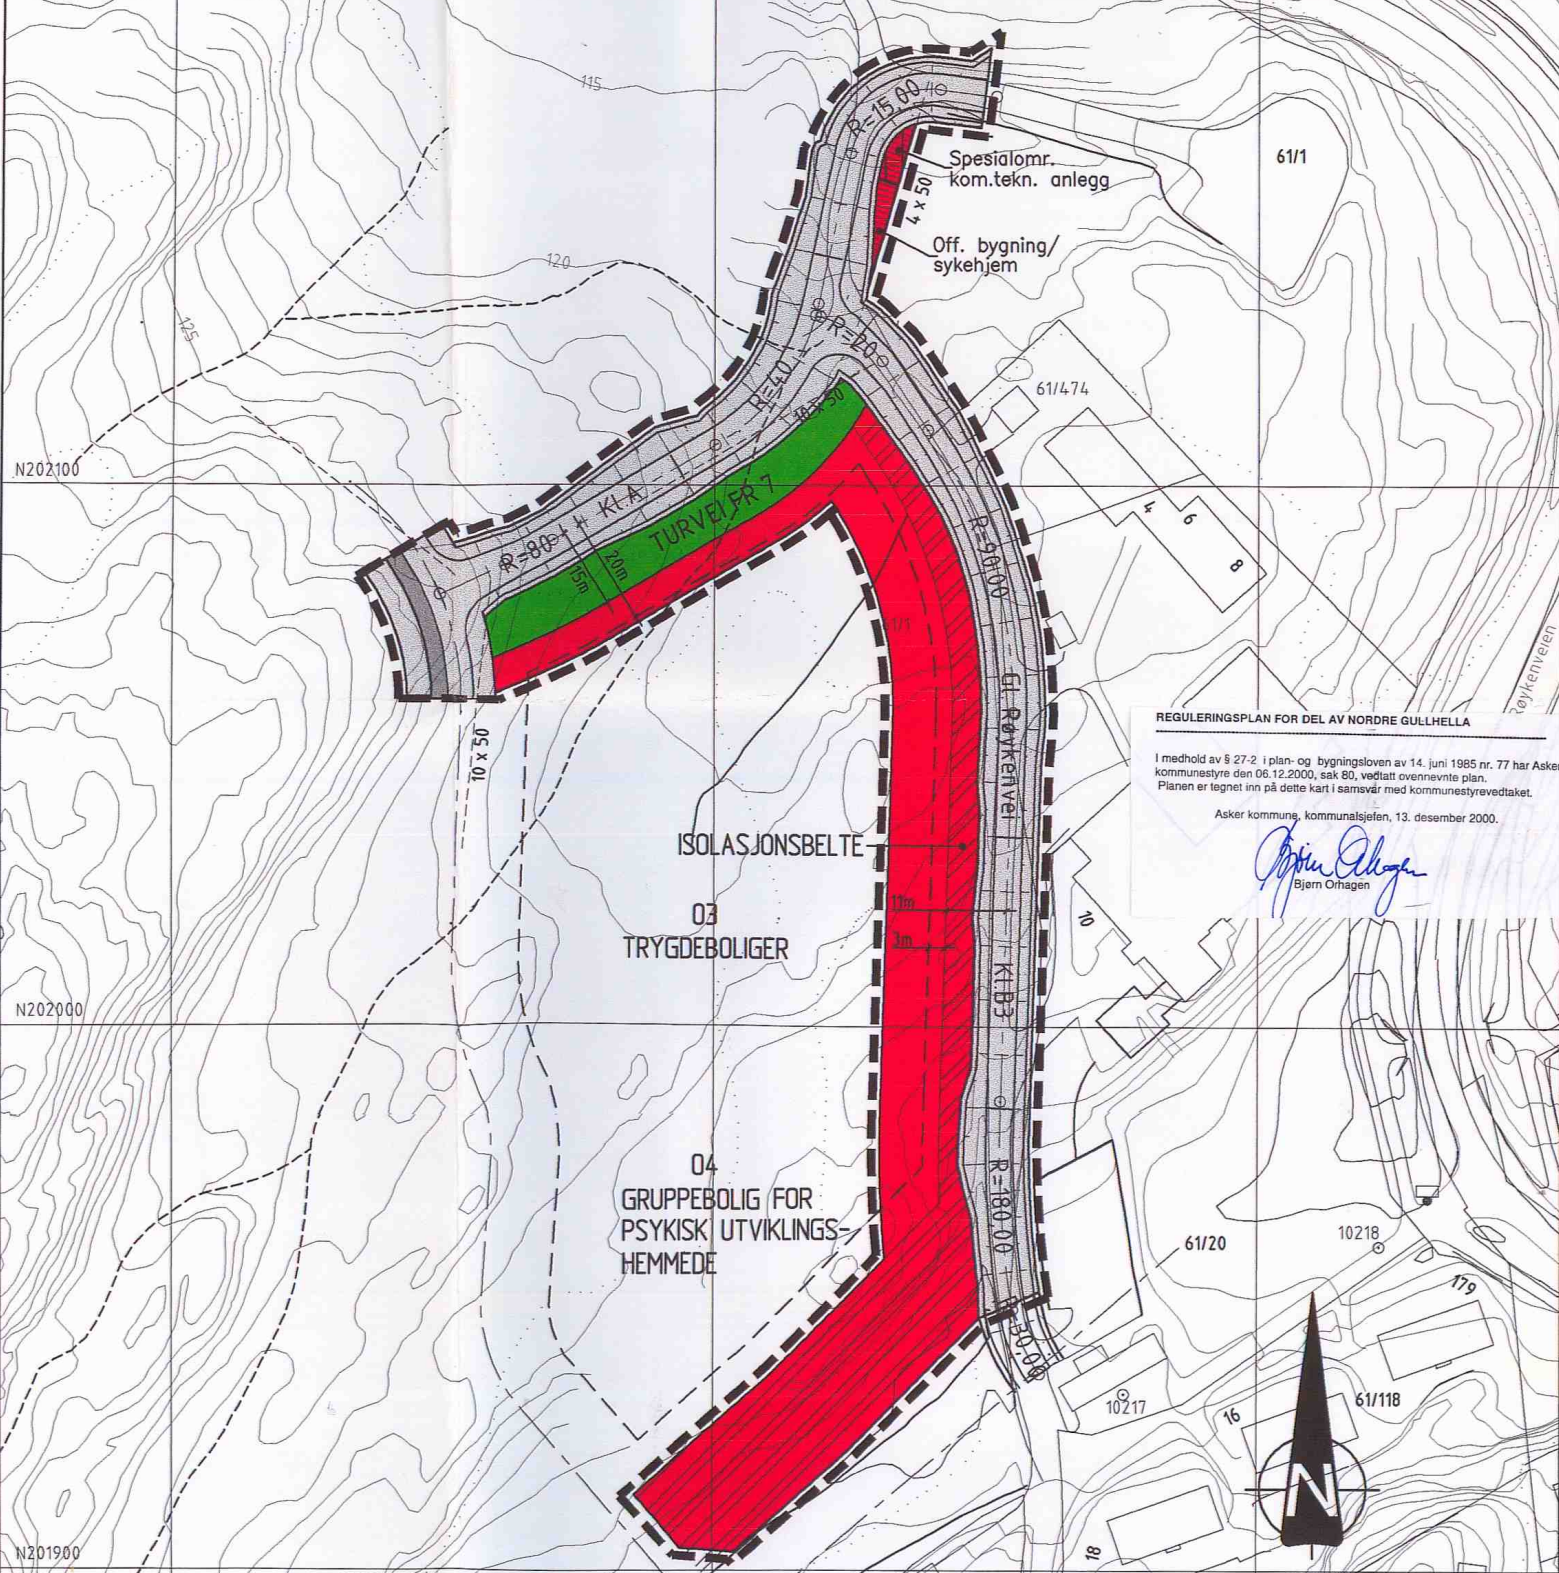 115
R=15,00
61/1
Spesialomr.
kom.tekn. anlegg
4 x 50
Off. bygning/
sykehjem
120
125
R=20
R=40
10 x 50
61/474
N202100
Kl.A
R=80
TURVEI FR 7
15m
20m
4
6
8
R=90,00
61/1
Røykenveien
Gl. Røykenvei
10 x 50
REGULERINGSPLAN FOR DEL AV NORDRE GULLHELLA
I medhold av § 27-2 i plan- og bygningsloven av 14. juni 1985 nr. 77 har Asker
kommunestyre den 06.12.2000, sak 80, vedtatt ovennevnte plan.
Planen er tegnet inn på dette kart i samsvar med kommunestyrevedtaket.
Asker kommune, kommunalsjefen, 13. desember 2000.
Bjørn Orhagen
ISOLASJONSBELTE
11m
3m
10
03
TRYGDEBOLIGER
Kl.B3
N202000
04
GRUPPEBOLIG FOR
PSYKISK UTVIKLINGS-
HEMMEDE
R=180,00
61/20
10218
179
30,00
10217
16
61/118
N
18
N201900